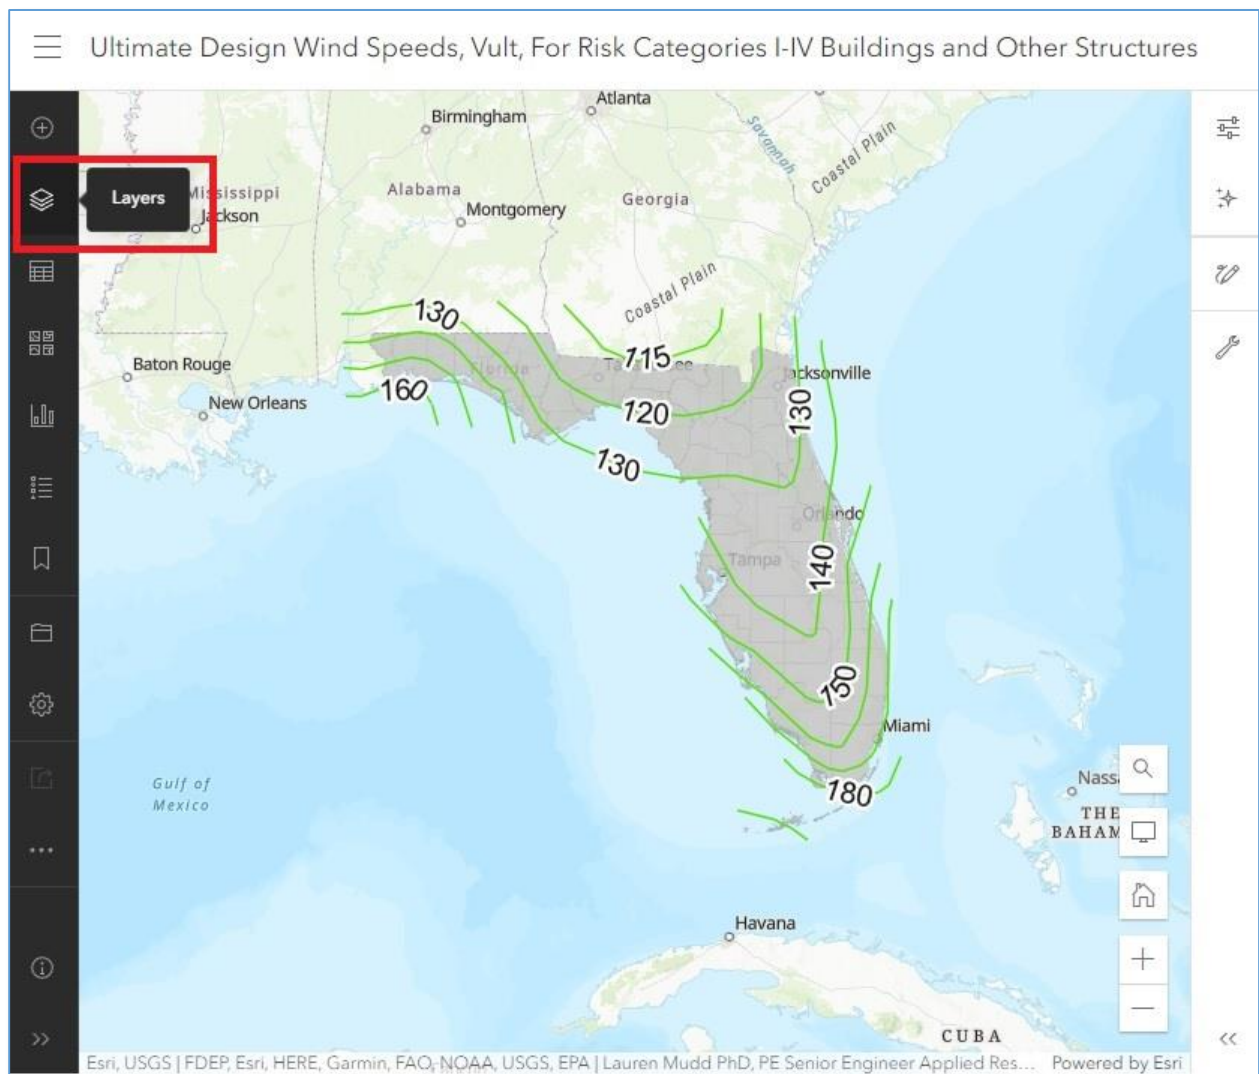 Ultimate Design Wind Speeds, Vult, For Risk Categories I-IV Buildings and Other Structures
Atlanta
Birmingham
Savannah
Coastal Plain
Layers
Mississippi
Jackson
Alabama
Montgomery
Georgia
Coastal Plain
130
115
Baton Rouge
Florida
Jacksonville
160
New Orleans
120
130
130
Orlando
Tampa
140
150
Miami
180
Gulf of
Mexico
THE
Havana
CUBA
Esri, USGS | FDEP, Esri, HERE, Garmin, FAO, NOAA, USGS, EPA | Lauren Mudd PhD, PE Senior Engineer Applied Res... Powered by Esri